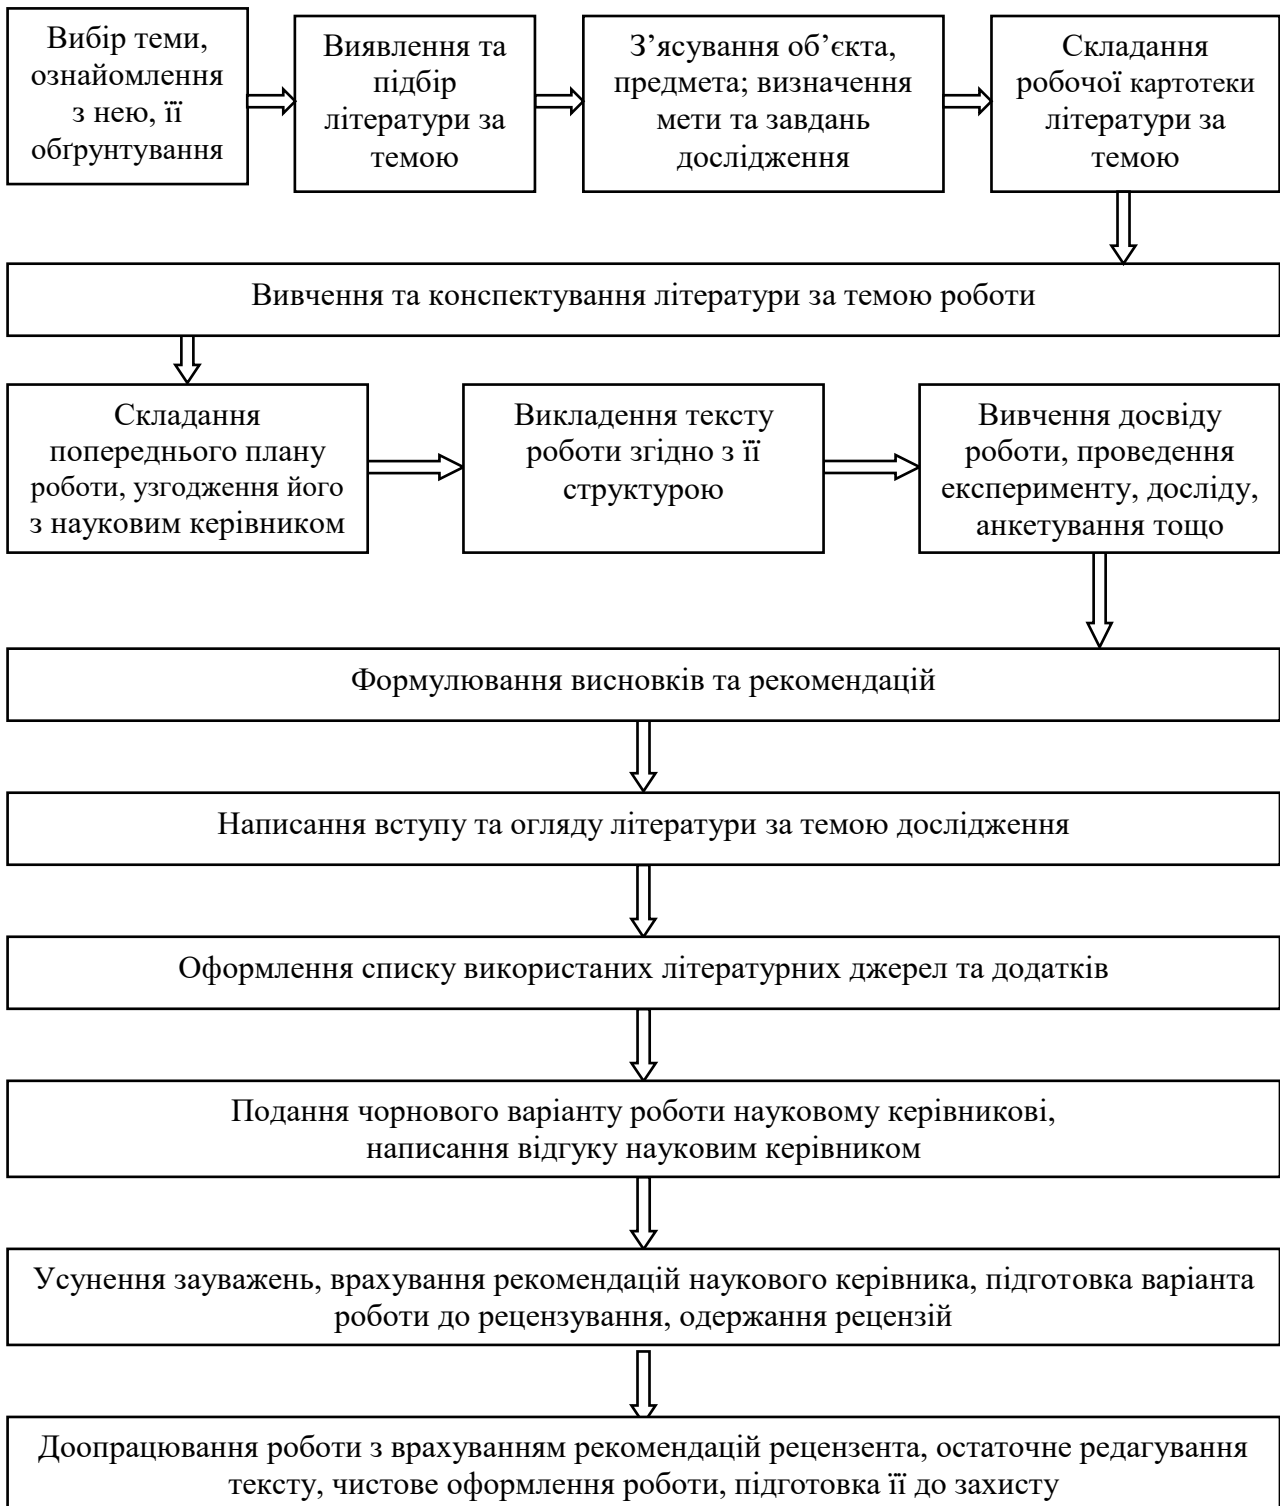 Вибір теми,
ознайомлення
з нею, її
обґрунтування
Виявлення та
підбір
літератури за
темою
З’ясування об’єкта,
предмета; визначення
мети та завдань
дослідження
Складання
робочої картотеки
літератури за
темою
Вивчення та конспектування літератури за темою роботи
Складання
попереднього плану
роботи, узгодження його
з науковим керівником
Викладення тексту
роботи згідно з її
структурою
Вивчення досвіду
роботи, проведення
експерименту, досліду,
анкетування тощо
Формулювання висновків та рекомендацій
Написання вступу та огляду літератури за темою дослідження
Оформлення списку використаних літературних джерел та додатків
Подання чорнового варіанту роботи науковому керівникові,
написання відгуку науковим керівником
Усунення зауважень, врахування рекомендацій наукового керівника, підготовка варіанта
роботи до рецензування, одержання рецензій
Доопрацювання роботи з врахуванням рекомендацій рецензента, остаточне редагування
тексту, чистове оформлення роботи, підготовка її до захисту